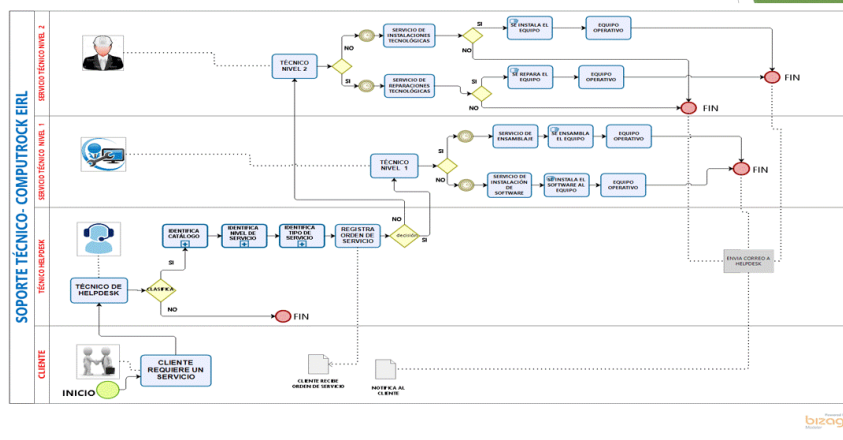 SOPORTE TÉCNICO- COMPUTROCK EIRL
SERVICIO TÉCNICO NIVEL 2
TÉCNICO
NIVEL 2
NO
SI
SERVICIO DE
INSTALACIONES
TECNOLÓGICAS
SI
NO
SE INSTALA EL
EQUIPO
EQUIPO
OPERATIVO
SERVICIO DE
REPARACIONES
TECNOLÓGICAS
SI
NO
SE REPARA EL
EQUIPO
EQUIPO
OPERATIVO
FIN
FIN
SERVICIO TÉCNICO NIVEL 1
TÉCNICO
NIVEL 1
SI
NO
SERVICIO DE
ENSAMBLAJE
SE ENSAMBLA
EL EQUIPO
EQUIPO
OPERATIVO
SERVICIO DE
INSTALACIÓN
DE
SOFTWARE
INSTALA EL
SOFTWARE AL
EQUIPO
EQUIPO
OPERATIVO
FIN
TÉCNICO HELPDESK
TÉCNICO DE
HELPDESK
CLASIFICA
SI
NO
IDENTIFICA
CATÁLOGO
IDENTIFICA
NIVEL DE
SERVICIO
IDENTIFICA
TIPO DE
SERVICIO
REGISTRA
ORDEN DE
SERVICIO
decisión
NO
SI
FIN
ENVIA CORREO A
HELPDESK
CLIENTE
INICIO
CLIENTE
REQUIERE UN
SERVICIO
CLIENTE RECIBE
ORDEN DE SERVICIO
NOTIFICA AL
CLIENTE